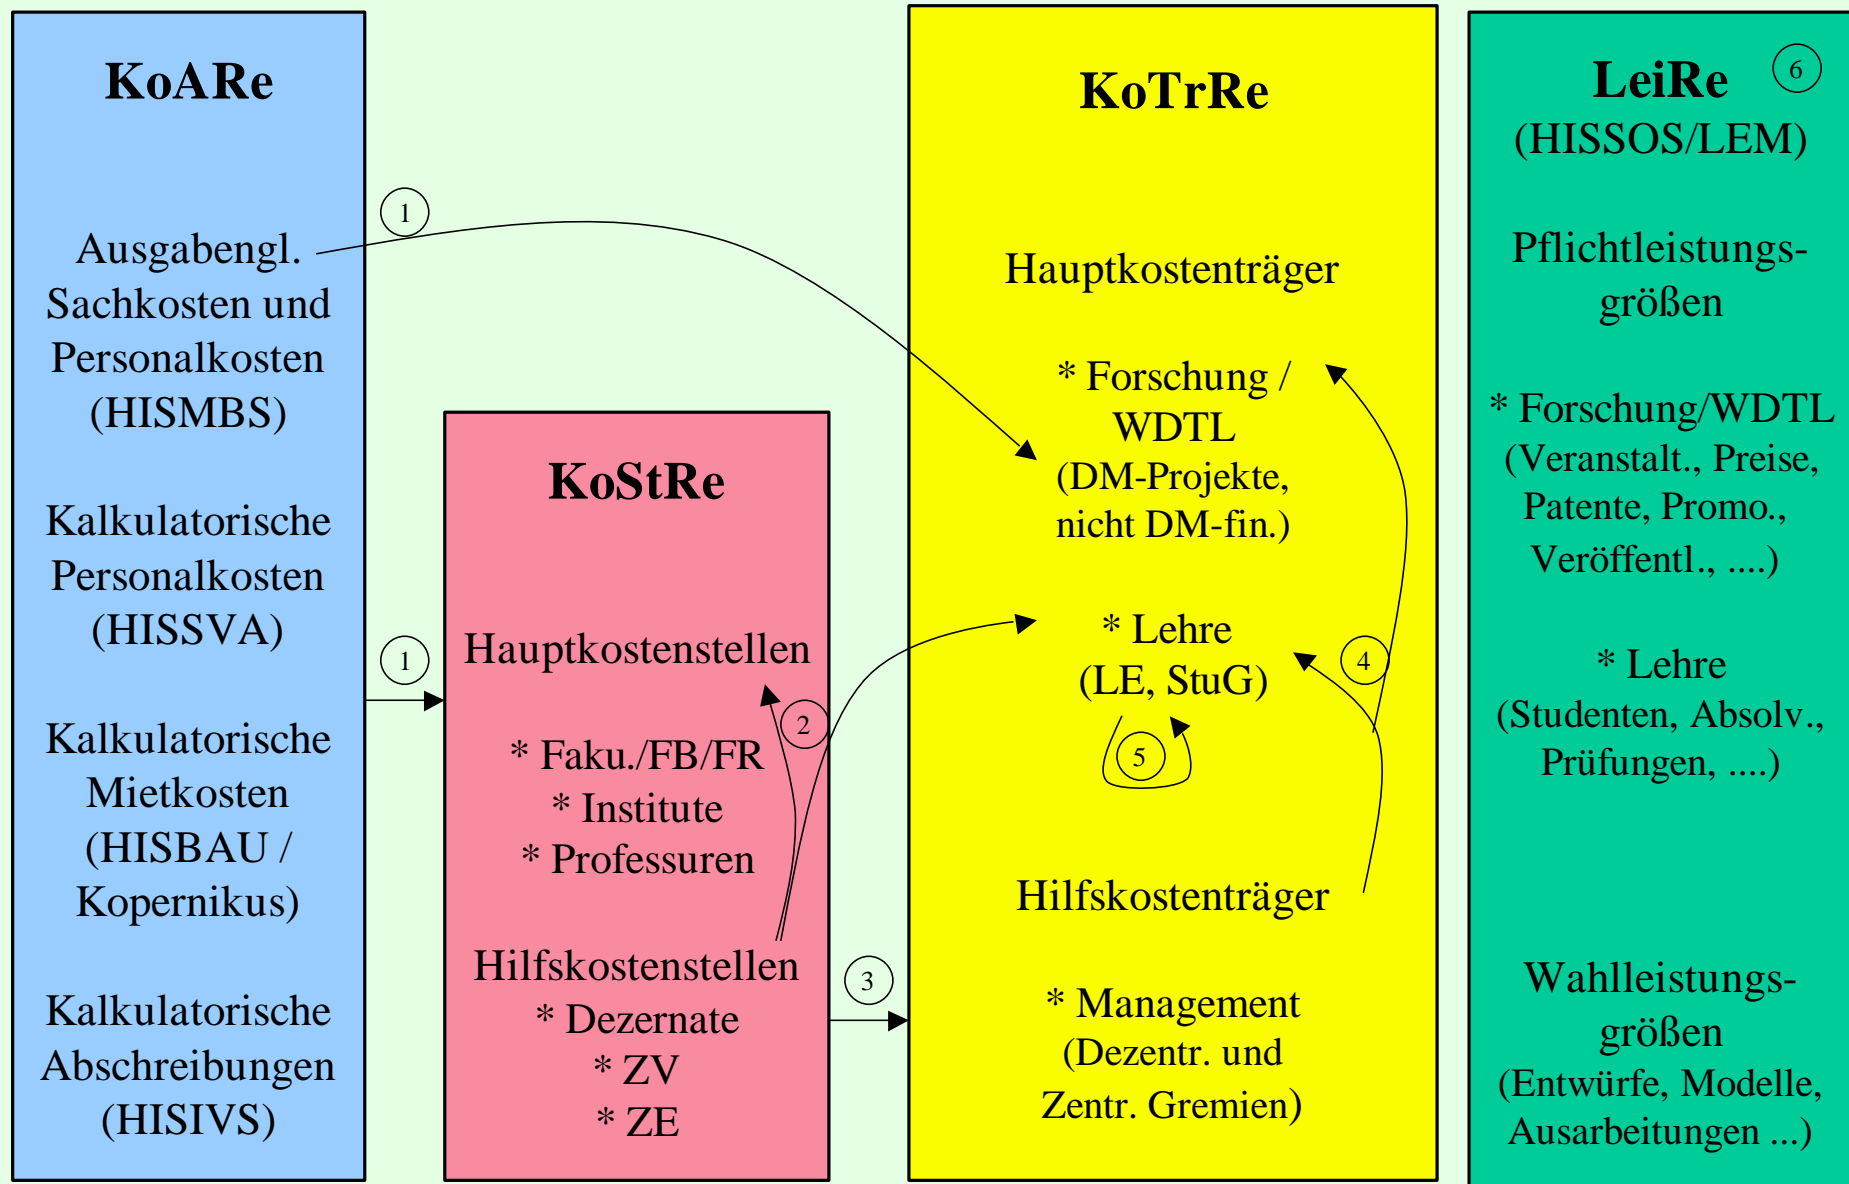 KoARe
Ausgabengl.
Sachkosten und
Personalkosten
(HISMBS)
Kalkulatorische
Personalkosten
(HISSVA)
Kalkulatorische
Mietkosten
(HISBAU /
Kopernikus)
Kalkulatorische
Abschreibungen
(HISIVS)
1
1
KoStRe
Hauptkostenstellen
2
* Faku./FB/FR
* Institute
* Professuren
Hilfskostenstellen
* Dezernate
* ZV
* ZE
3
KoTrRe
Hauptkostenträger
* Forschung /
WDTL
(DM-Projekte,
nicht DM-fin.)
* Lehre
(LE, StuG)
4
5
Hilfskostenträger
* Management
(Dezentr. und
Zentr. Gremien)
LeiRe
6
(HISSOS/LEM)
Pflichtleistungs-
größen
* Forschung/WDTL
(Veranstalt., Preise,
Patente, Promo.,
Veröffentl., ....)
* Lehre
(Studenten, Absolv.,
Prüfungen, ....)
Wahlleistungs-
größen
(Entwürfe, Modelle,
Ausarbeitungen ...)